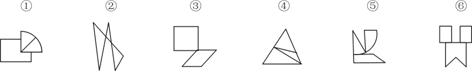 ① ② ③ ④ ⑤ ⑥